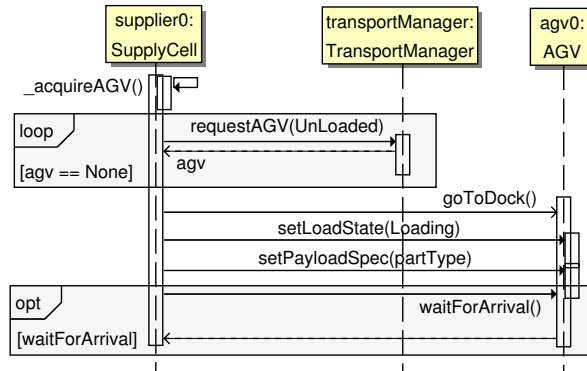 supplier0:
SupplyCell
transportManager:
TransportManager
agv0:
AGV
_acquireAGV()
loop
requestAGV(UnLoaded)
agv
[agv == None]
goToDock()
setLoadState(Loading)
setPayloadSpec(partType)
opt
waitForArrival()
[waitForArrival]